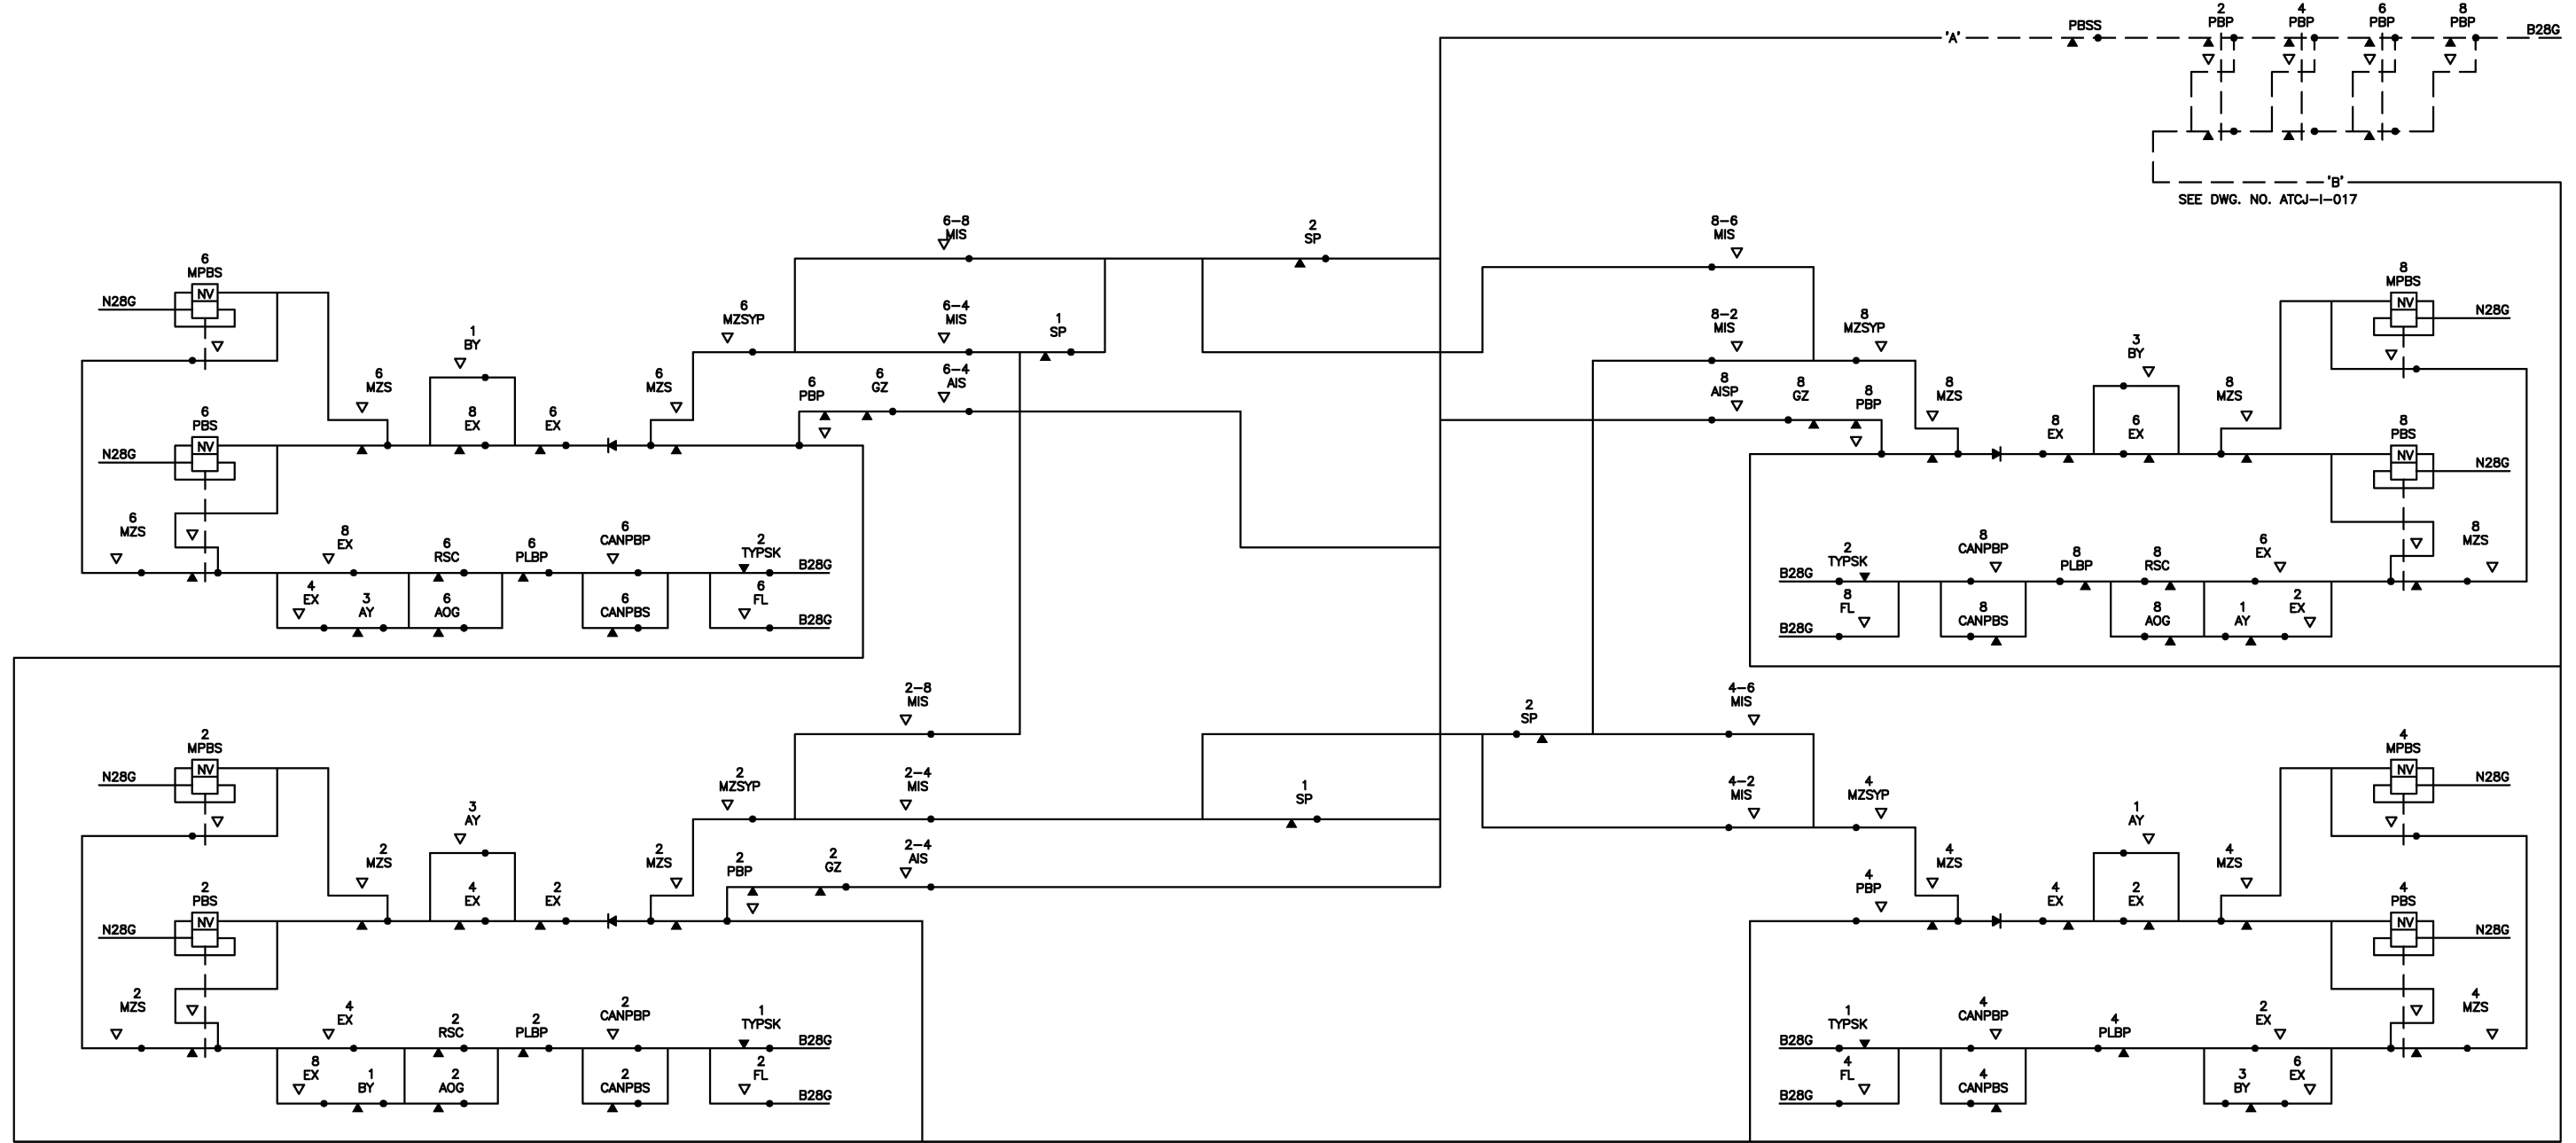 2 4 6 8
PBSS PBP PBP PBP PBP B28G
'A'
'B'
SEE DWG. NO. ATCJ-I-017
6-8
MIS
2
SP
8-6
MIS
6
MPBS
NV
N28G
6
MZSYP
6-4
MIS
1
SP
1
BY
6
MZS
6
MZS
6-4
AIS
6
PBP
6
GZ
6
PBS
NV
N28G
8
EX
6
EX
6
MZS
8
EX
6
RSC
6
PLBP
6
CANPBP
2
TYPSK
B28G
4
EX
3
AY
6
AOG
6
CANPBS
6
FL
B28G
8
MPBS
NV
N28G
8-2
MIS
8
MZSYP
3
BY
8
AISP
8
GZ
8
PBP
8
MZS
8
MZS
8
EX
6
EX
8
PBS
NV
N28G
2
TYPSK
B28G
8
CANPBP
8
PLBP
8
RSC
6
EX
8
MZS
8
FL
B28G
8
CANPBS
8
AOG
1
AY
2
EX
2-8
MIS
2
SP
4-6
MIS
2
MPBS
NV
N28G
2
MZSYP
2-4
MIS
1
SP
3
AY
2
MZS
2
MZS
2-4
AIS
2
PBP
2
GZ
2
PBS
NV
N28G
4
EX
2
EX
2
MZS
4
EX
2
RSC
2
PLBP
2
CANPBP
1
TYPSK
B28G
8
EX
1
BY
2
AOG
2
CANPBS
2
FL
B28G
4
MPBS
NV
N28G
4-2
MIS
4
MZSYP
1
AY
4
MZS
4
MZS
4
PBP
4
EX
2
EX
4
PBS
NV
N28G
1
TYPSK
B28G
4
CANPBP
4
PLBP
2
EX
4
MZS
4
FL
B28G
4
CANPBS
3
BY
6
EX